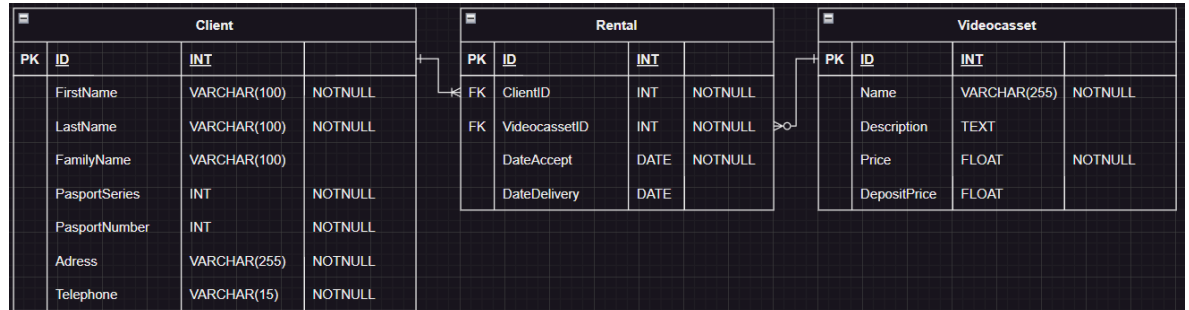 Client
PK ID INT
FirstName VARCHAR(100) NOTNULL
LastName VARCHAR(100) NOTNULL
FamilyName VARCHAR(100)
PasportSeries INT NOTNULL
PasportNumber INT NOTNULL
Adress VARCHAR(255) NOTNULL
Telephone VARCHAR(15) NOTNULL
Rental
PK ID INT
FK ClientID INT NOTNULL
FK VideocassetID INT NOTNULL
DateAccept DATE NOTNULL
DateDelivery DATE
Videocasset
PK ID INT
Name VARCHAR(255) NOTNULL
Description TEXT
Price FLOAT NOTNULL
DepositPrice FLOAT